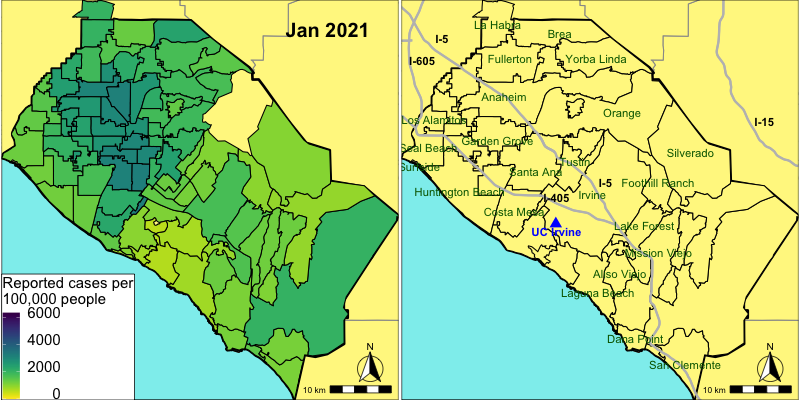 Jan 2021
Reported cases per
100,000 people
6000
4000
2000
0
N
10 km
La Habra
Brea
I-5
I-605
Fullerton
Yorba Linda
Anaheim
Orange
Los Alamitos
I-15
Garden Grove
Seal Beach
Silverado
Tustin
Sunside
Santa Ana
I-5
Foothill Ranch
Huntington Beach
Irvine
I-405
Costa Mesa
UC Irvine
Lake Forest
Mission Viejo
Aliso Viejo
Laguna Beach
Dana Point
San Clemente
N
10 km